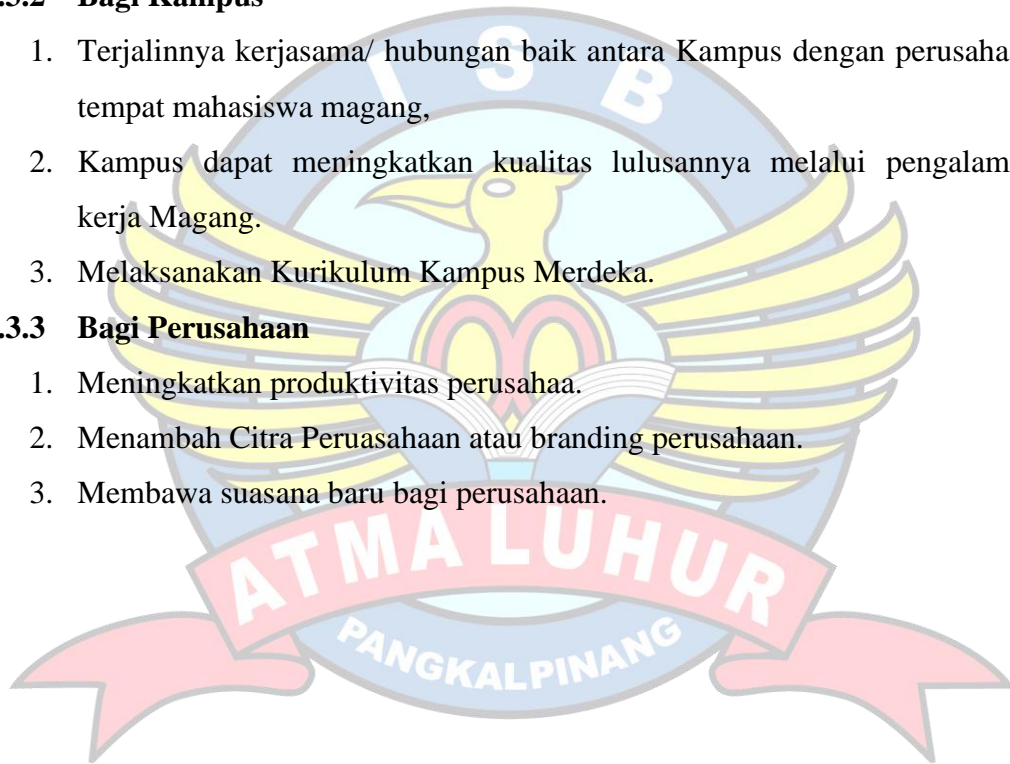 .3.2 Bagi Kampus
1. Terjalinnya kerjasama/ hubungan baik antara Kampus dengan perusaha
tempat mahasiswa magang,
2. Kampus dapat meningkatkan kualitas lulusannya melalui pengalam
kerja Magang.
3. Melaksanakan Kurikulum Kampus Merdeka.
.3.3 Bagi Perusahaan
1. Meningkatkan produktivitas perusahaa.
2. Menambah Citra Peruasahaan atau branding perusahaan.
3. Membawa suasana baru bagi perusahaan.
I S B
ATMA LUHUR
PANGKALPINANG